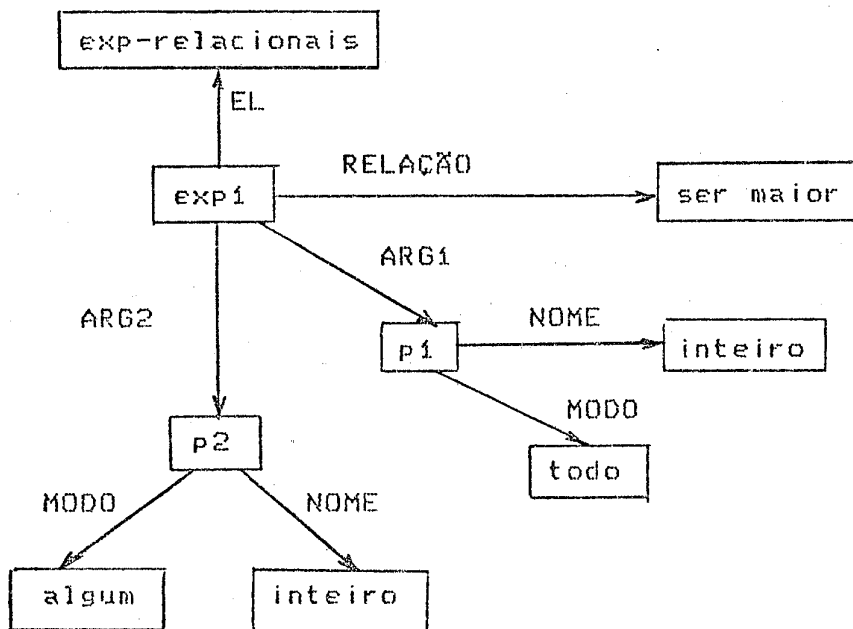 exp-relacionais
EL
RELAÇÃO
exp1
ser maior
ARG1
ARG2
NOME
p1
inteiro
MODO
p2
todo
MODO
NOME
algum
inteiro